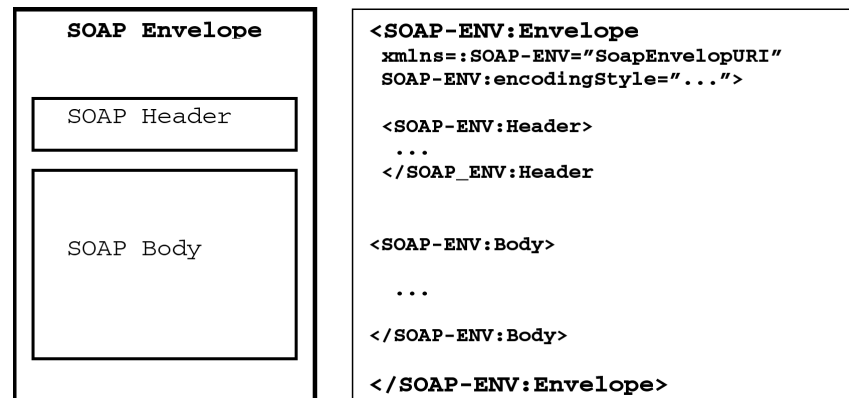 SOAP Envelope
SOAP Header
SOAP Body
<SOAP-ENV:Envelope
xmlns=:SOAP-ENV=”SoapEnvelopURI”
SOAP-ENV:encodingStyle=”...”>
<SOAP-ENV:Header>
...
</SOAP_ENV:Header
<SOAP-ENV:Body>
...
</SOAP-ENV:Body>
</SOAP-ENV:Envelope>